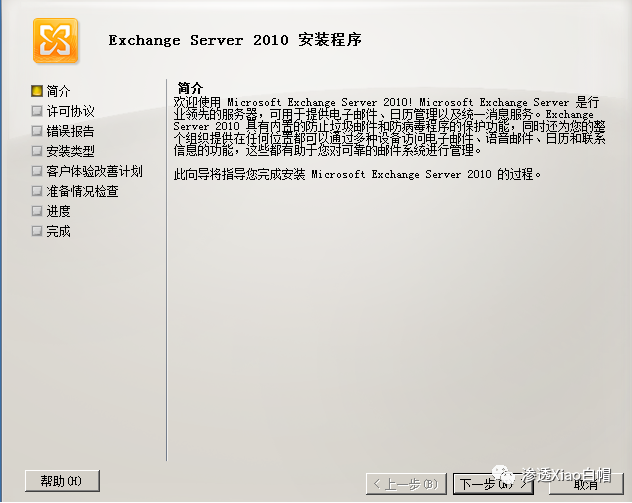 Exchange Server 2010 安装程序
简介
许可协议
错误报告
安装类型
客户体验改善计划
准备情况检查
进度
完成
简介
欢迎使用 Microsoft Exchange Server 2010! Microsoft Exchange Server 是行
业领先的服务器，可用于提供电子邮件、日历管理以及统一消息服务。Exchange
Server 2010 具有内置的防止垃圾邮件和防病毒程序的保护功能，同时还为您的整
个组织提供在任何位置都可以通过多种设备访问电子邮件、语音邮件、日历和联系
信息的功能，这些都有助于您对可靠的邮件系统进行管理。
此向导将指导您完成安装 Microsoft Exchange Server 2010 的过程。
帮助(H)
< 上一步(B)
下一步(N) >
取消
渗透Xiao白帽